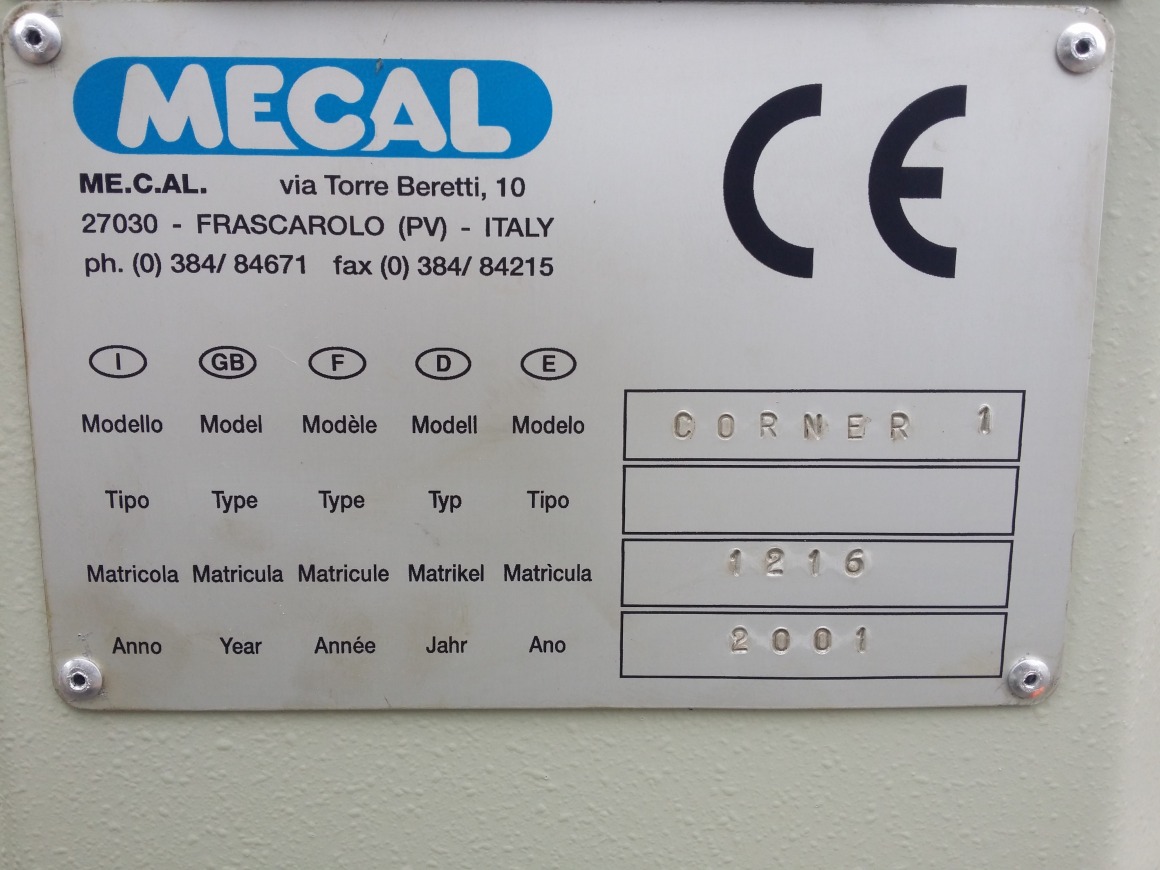 MECAL
CE
ME.C.AL. via Torre Beretti, 10
27030 - FRASCAROLO (PV) - ITALY
ph. (0) 384/ 84671 fax (0) 384/ 84215
I GB F D E
Modello Model Modèle Modell Modelo CORNER 1
Tipo Type Type Typ Tipo
Matricola Matricula Matricule Matrikel Matrìcula 1216
Anno Year Année Jahr Ano 2001